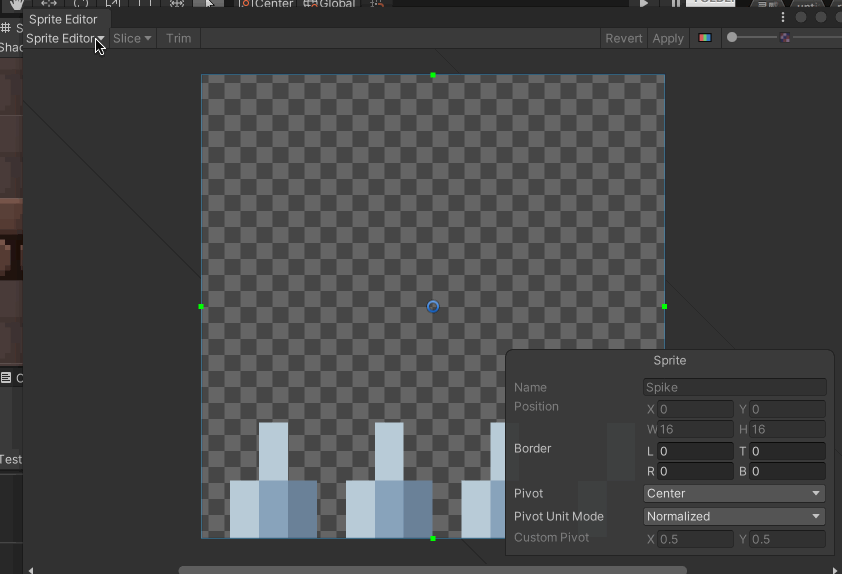 Center Global
Sprite Editor
Sprite Editor Slice Trim Revert Apply
Sprite
Name Spike
Position X 0 Y 0
W 16 H 16
Border L 0 T 0
R 0 B 0
Pivot Center
Pivot Unit Mode Normalized
Custom Pivot X 0.5 Y 0.5
Test